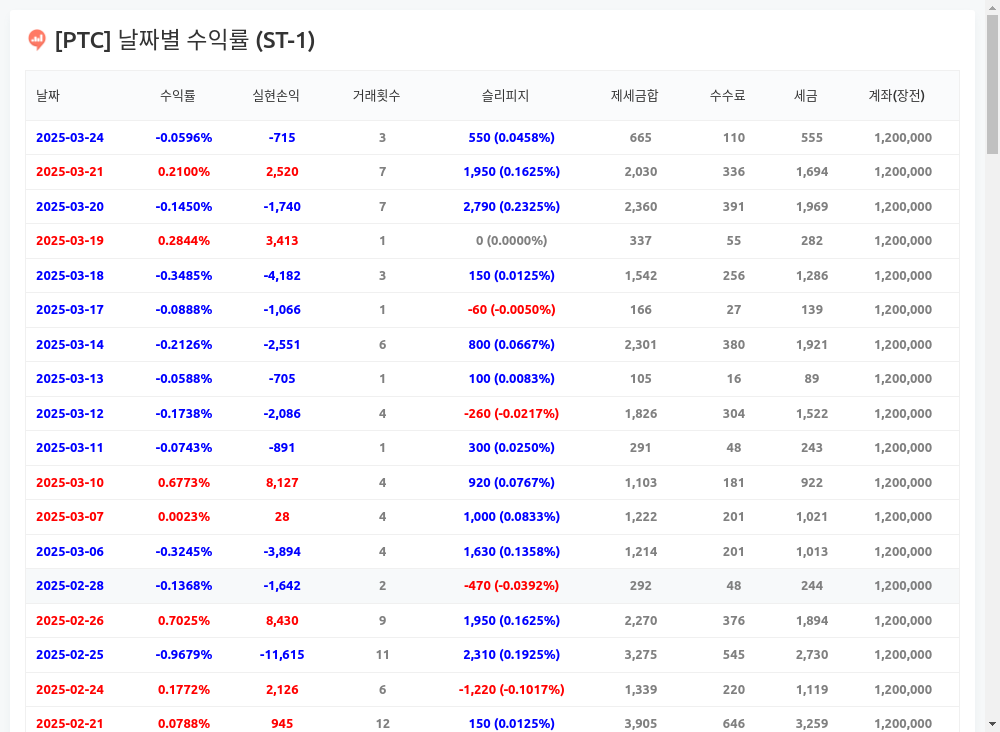 [PTC] 날짜별 수익률 (ST-1)
날짜 수익률 실현손익 거래횟수 슬리피지 제세금합 수수료 세금 계좌(장전)
2025-03-24 -0.0596% -715 3 550 (0.0458%) 665 110 555 1,200,000
2025-03-21 0.2100% 2,520 7 1,950 (0.1625%) 2,030 336 1,694 1,200,000
2025-03-20 -0.1450% -1,740 7 2,790 (0.2325%) 2,360 391 1,969 1,200,000
2025-03-19 0.2844% 3,413 1 0 (0.0000%) 337 55 282 1,200,000
2025-03-18 -0.3485% -4,182 3 150 (0.0125%) 1,542 256 1,286 1,200,000
2025-03-17 -0.0888% -1,066 1 -60 (-0.0050%) 166 27 139 1,200,000
2025-03-14 -0.2126% -2,551 6 800 (0.0667%) 2,301 380 1,921 1,200,000
2025-03-13 -0.0588% -705 1 100 (0.0083%) 105 16 89 1,200,000
2025-03-12 -0.1738% -2,086 4 -260 (-0.0217%) 1,826 304 1,522 1,200,000
2025-03-11 -0.0743% -891 1 300 (0.0250%) 291 48 243 1,200,000
2025-03-10 0.6773% 8,127 4 920 (0.0767%) 1,103 181 922 1,200,000
2025-03-07 0.0023% 28 4 1,000 (0.0833%) 1,222 201 1,021 1,200,000
2025-03-06 -0.3245% -3,894 4 1,630 (0.1358%) 1,214 201 1,013 1,200,000
2025-02-28 -0.1368% -1,642 2 -470 (-0.0392%) 292 48 244 1,200,000
2025-02-26 0.7025% 8,430 9 1,950 (0.1625%) 2,270 376 1,894 1,200,000
2025-02-25 -0.9679% -11,615 11 2,310 (0.1925%) 3,275 545 2,730 1,200,000
2025-02-24 0.1772% 2,126 6 -1,220 (-0.1017%) 1,339 220 1,119 1,200,000
2025-02-21 0.0788% 945 12 150 (0.0125%) 3,905 646 3,259 1,200,000